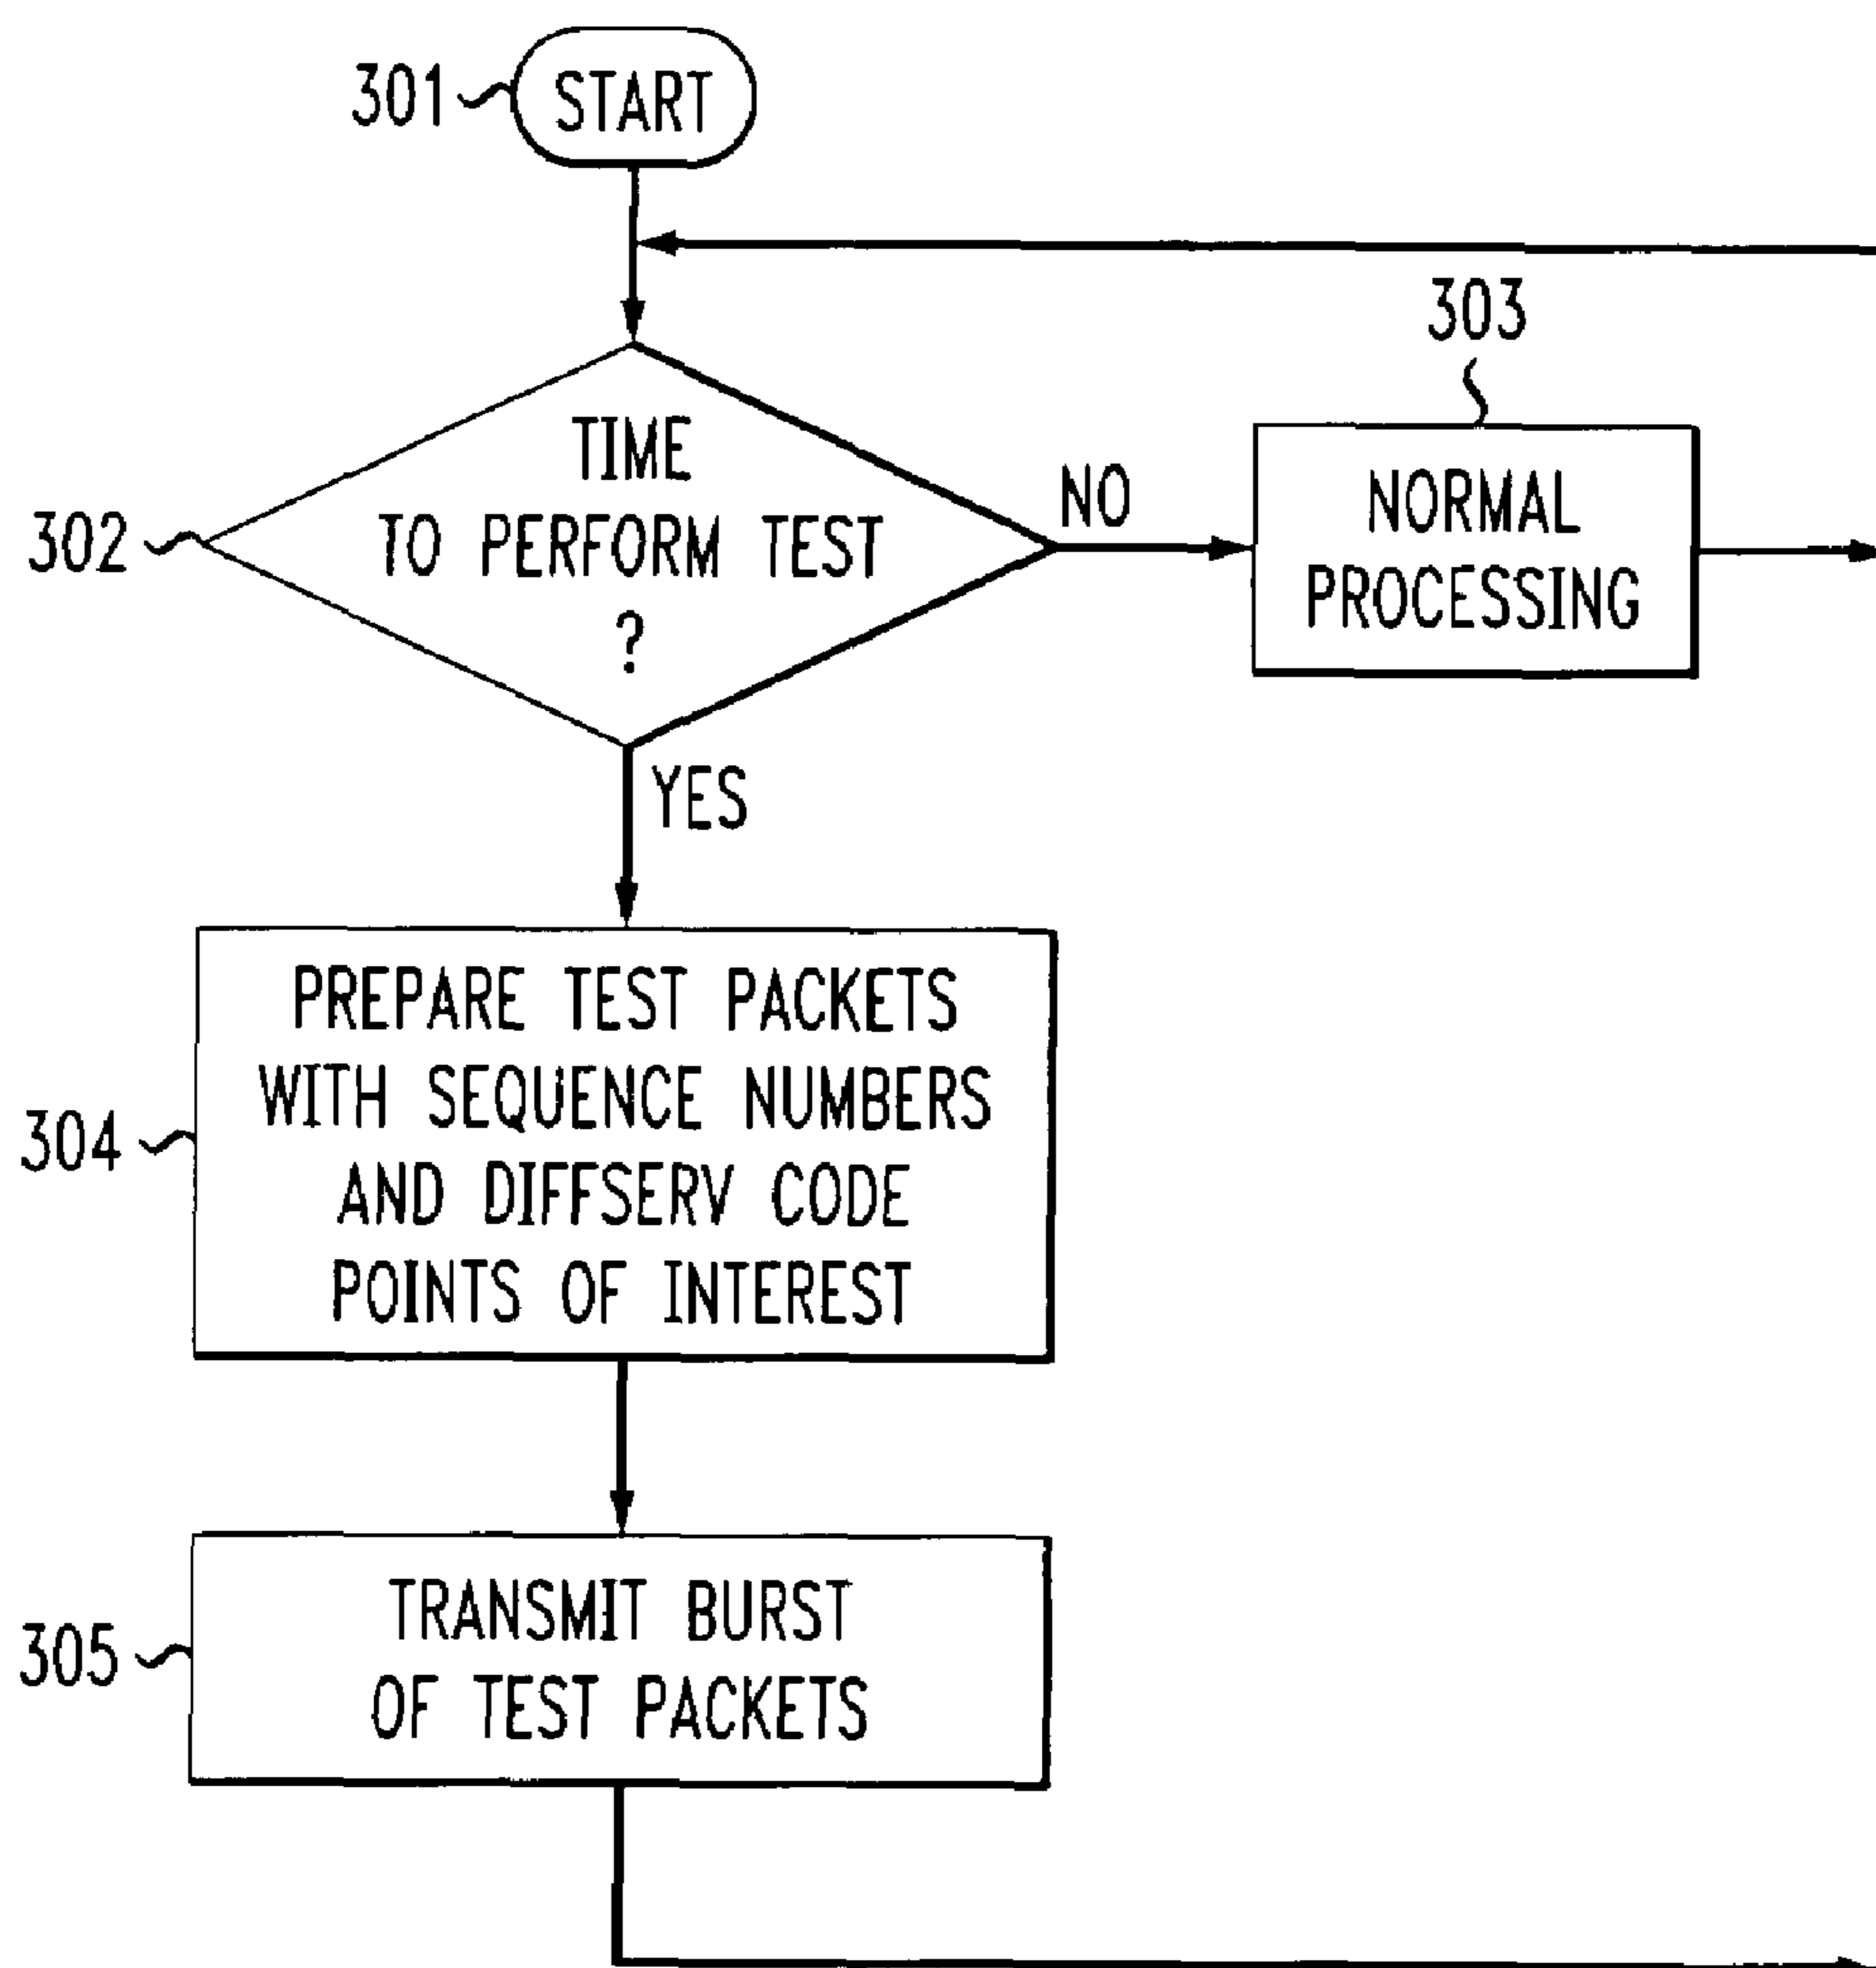 301
START
303
TIME
TO PERFORM TEST
?
302
NO
NORMAL
PROCESSING
YES
PREPARE TEST PACKETS
WITH SEQUENCE NUMBERS
AND DIFFSERV CODE
POINTS OF INTEREST
304
TRANSMIT BURST
OF TEST PACKETS
305